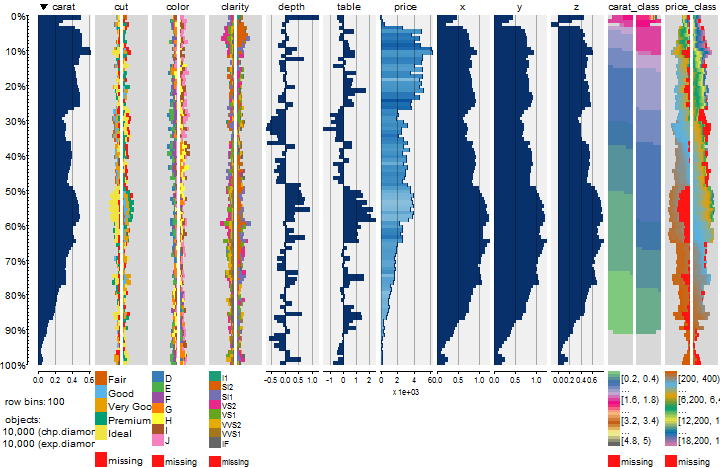 carat cut color clarity depth table price x y z carat_class price_class
0%
10%
20%
30%
40%
50%
60%
70%
80%
90%
100%
0.0 0.2 0.4 0.6
-0.5 0.0 0.5 1.0
-1 0 1 2
0 2 4 60
x 1e+03
0.0 0.5 1.0
0.0 0.5 1.0
0.0 0.2 0.4 0.6
row bins: 100
objects:
10,000 (chp.diamor
10,000 (exp.diamor
Fair
Good
Very Goo
Premium
Ideal
missing
D
E
F
G
H
I
J
missing
I1
SI2
SI1
VS2
VS1
VVS2
VVS1
IF
missing
[0.2, 0.4)
...
[1.6, 1.8)
...
[3.2, 3.4)
...
[4.8, 5)
missing
[200, 400)
...
[6,200, 6,4
...
[12,200, 1
...
[18,200, 1
missing